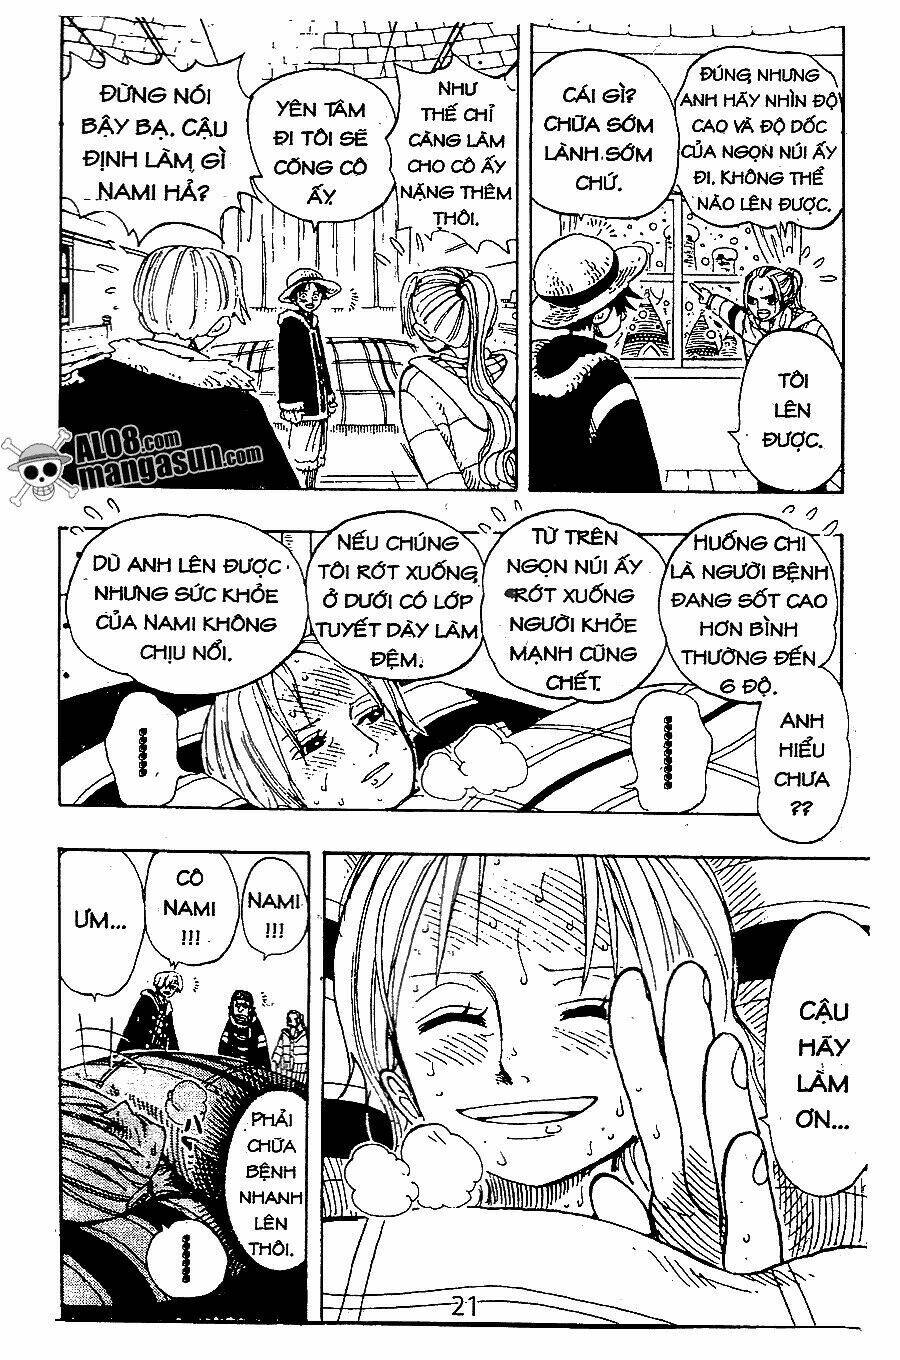 ĐỪNG NÓI
BẬY BẠ. CẬU
ĐỊNH LÀM GÌ
NAMI HẢ?
YÊN TÂM
ĐI TÔI SẼ
CÕNG CÔ
ẤY.
NHƯ
THẾ CHỈ
CÀNG LÀM
CHO CÔ ẤY
NẶNG THÊM
THÔI.
CÁI GÌ?
CHỮA SỚM
LÀNH SỚM
CHỨ.
ĐÚNG, NHƯNG
ANH HÃY NHÌN ĐỘ
CAO VÀ ĐỘ DỐC
CỦA NGỌN NÚI ẤY
ĐI. KHÔNG THỂ
NÀO LÊN ĐƯỢC.
TÔI
LÊN
ĐƯỢC.
ALO8.com
mangasun.com
DÙ ANH LÊN ĐƯỢC
NHƯNG SỨC KHỎE
CỦA NAMI KHÔNG
CHỊU NỔI.
NẾU CHÚNG
TÔI RỚT XUỐNG,
Ở DƯỚI CÓ LỚP
TUYẾT DÀY LÀM
ĐỆM.
TỪ TRÊN
NGỌN NÚI ẤY
RỚT XUỐNG
NGƯỜI KHỎE
MẠNH CŨNG
CHẾT.
HUỐNG CHI
LÀ NGƯỜI BỆNH
ĐANG SỐT CAO
HƠN BÌNH
THƯỜNG ĐẾN
6 ĐỘ.
ANH
HIỂU
CHƯA
??
ƯM...
CÔ
NAMI
!!!
NAMI
!!!
PHẢI
CHỮA
BỆNH
NHANH
LÊN
THÔI.
CẬU
HÃY
LÀM
ƠN...
21